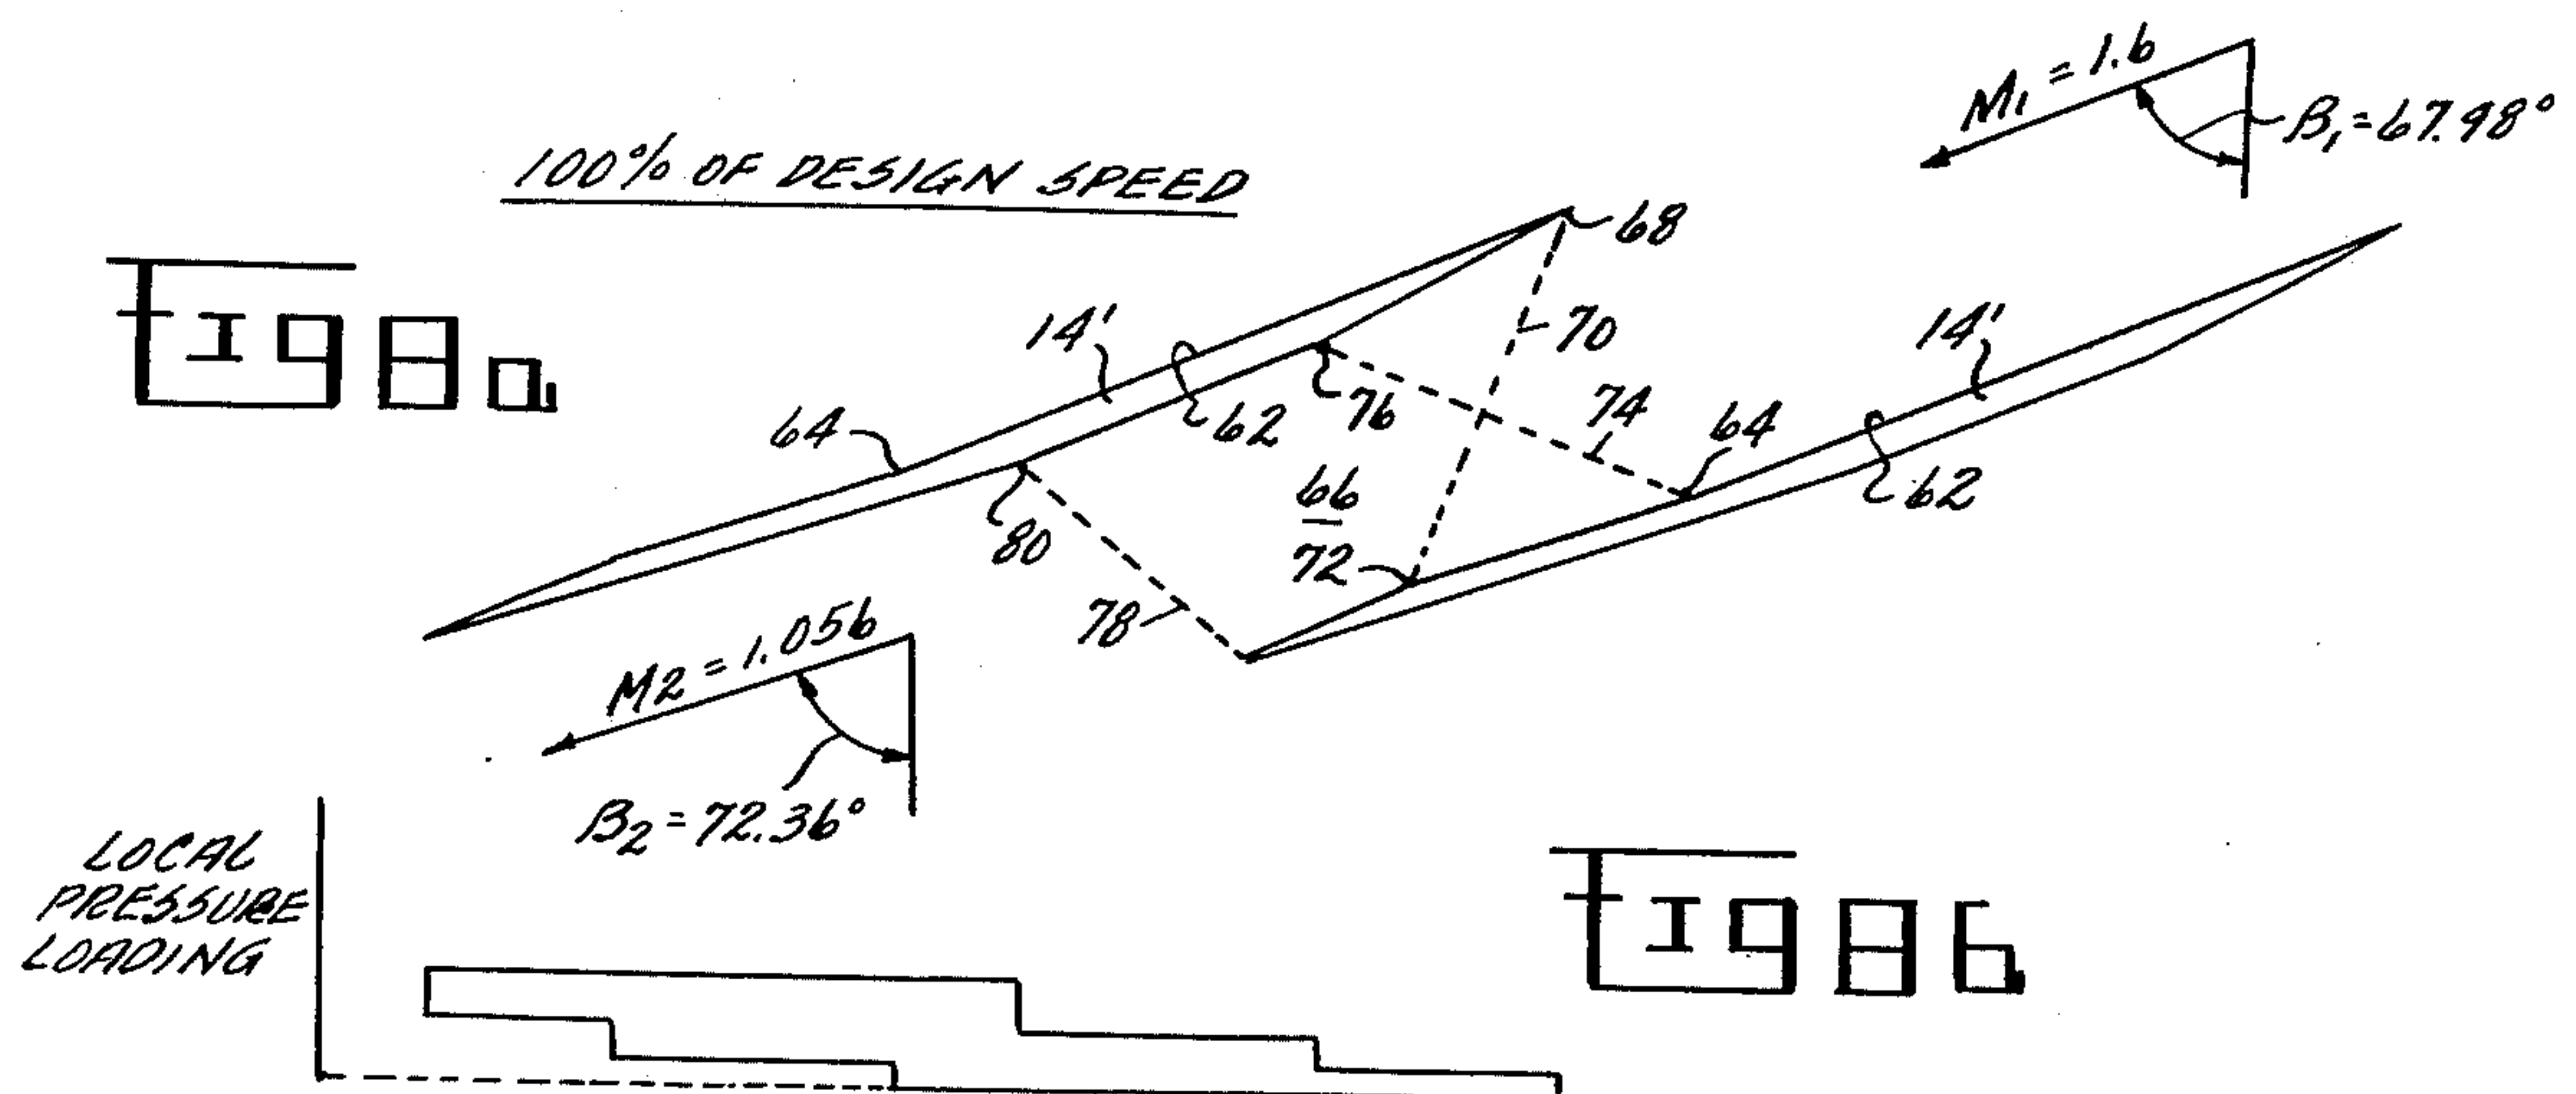 M1 = 1.6
β1 = 67.98°
100% OF DESIGN SPEED
68
Fig 8a
14'
70
14'
64
62
76
74
64
62
66
80
72
78
M2 = 1.056
β2 = 72.36°
LOCAL
PRESSURE
LOADING
Fig 8b